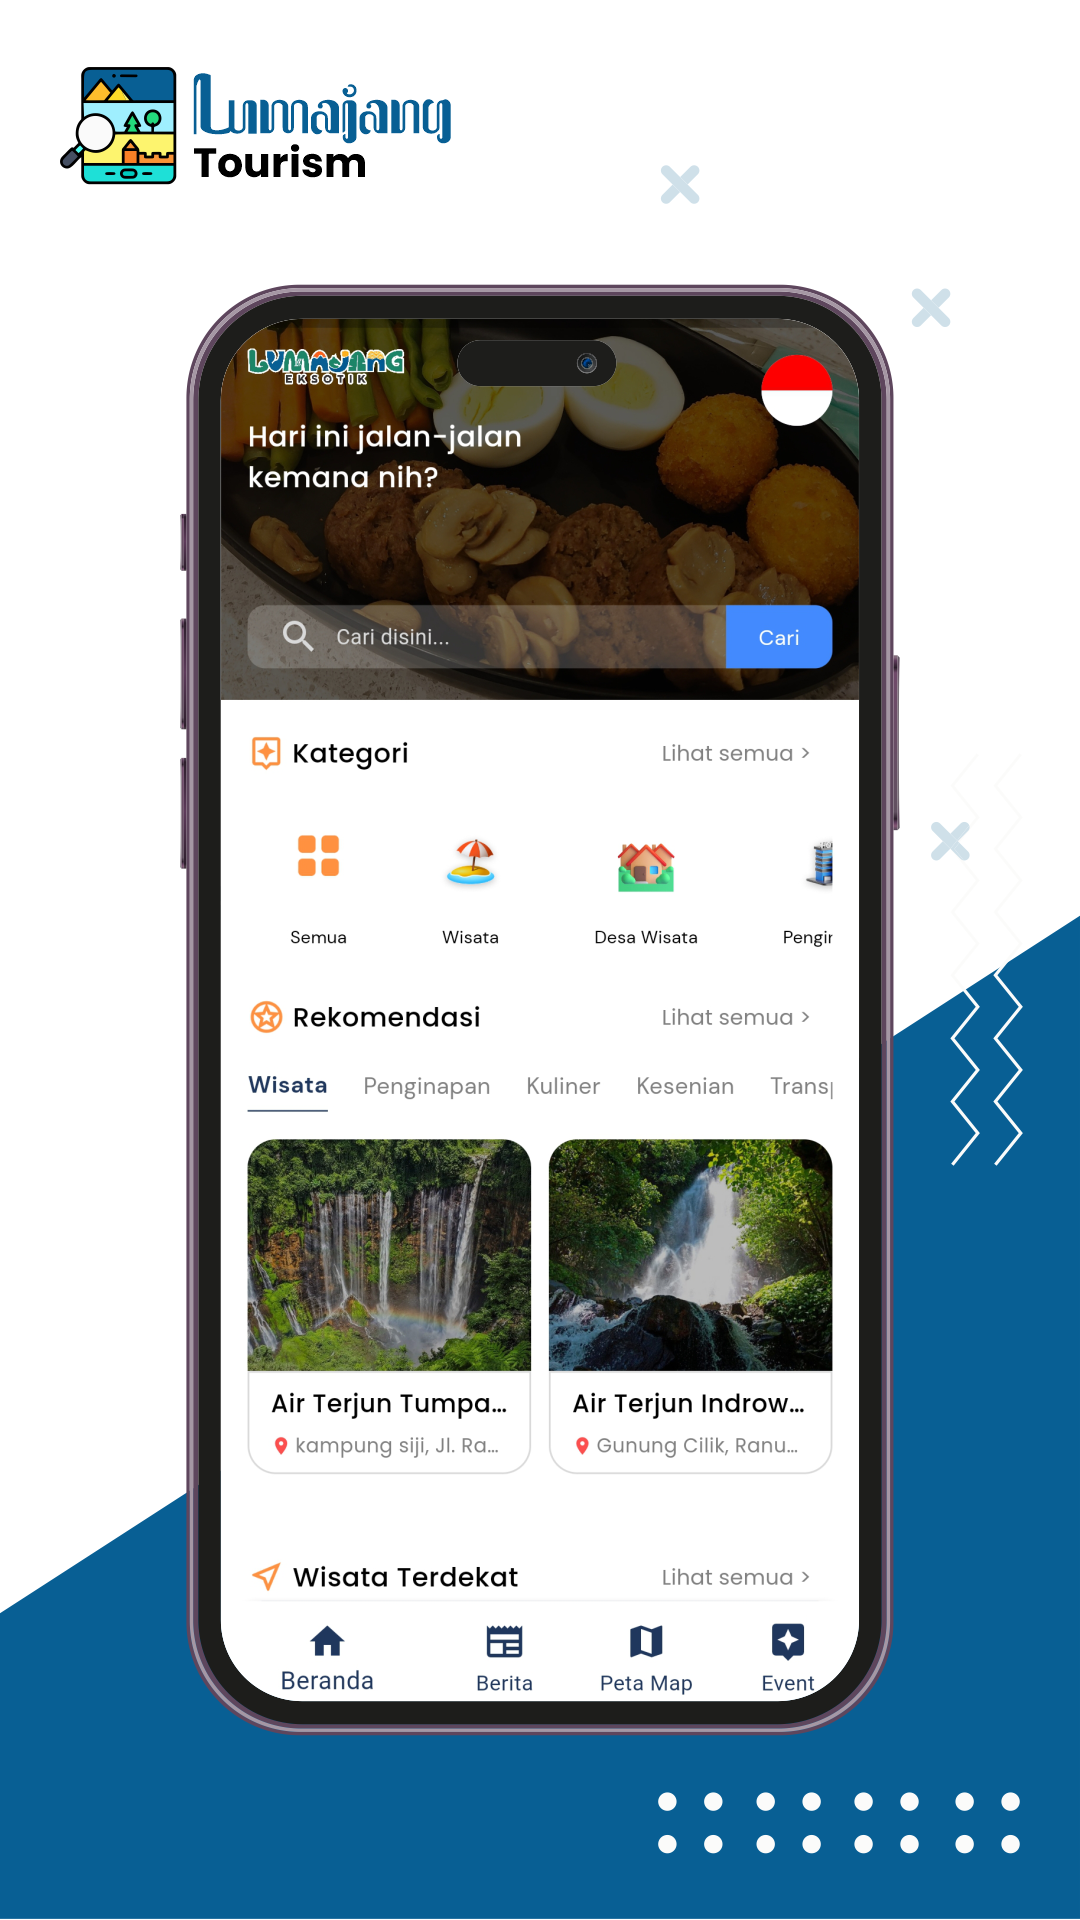 Lumajang
Tourism
LUMAJANG
EKSOTIK
Hari ini jalan-jalan
kemana nih?
Cari disini...
Cari
Kategori
Lihat semua >
Semua
Wisata
Desa Wisata
Pengir
Rekomendasi
Lihat semua >
Wisata
Penginapan
Kuliner
Kesenian
Transp
Air Terjun Tumpa...
kampung siji, Jl. Ra...
Air Terjun Indrow...
Gunung Cilik, Ranu...
Wisata Terdekat
Lihat semua >
Beranda
Berita
Peta Map
Event